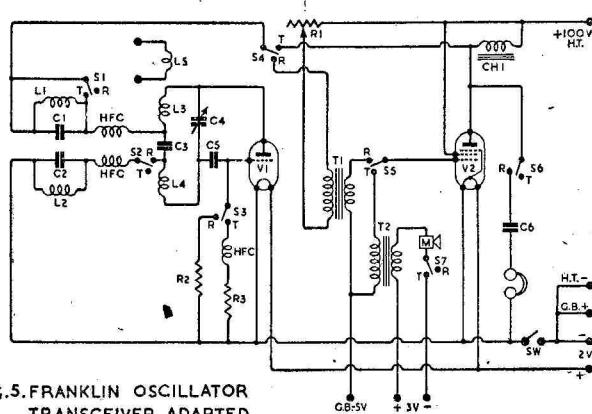 T
R
R1
+100V
H.T.
S4
CH1
L5
S1
T
R
L1
C1
HFC
L3
C4
C3
C5
V1
C2
HFC
S2
R
T
L4
L2
T1
R
T
S5
V2
R
S6
T
C6
S3
R
T
HFC
R2
R3
T2
M
S7
T
R
H.T.-
G.B.+
-
2V
+
SW
G.B.-5V
+ 3V -
G.5. FRANKLIN OSCILLATOR
TRANSCEIVER ADAPTED